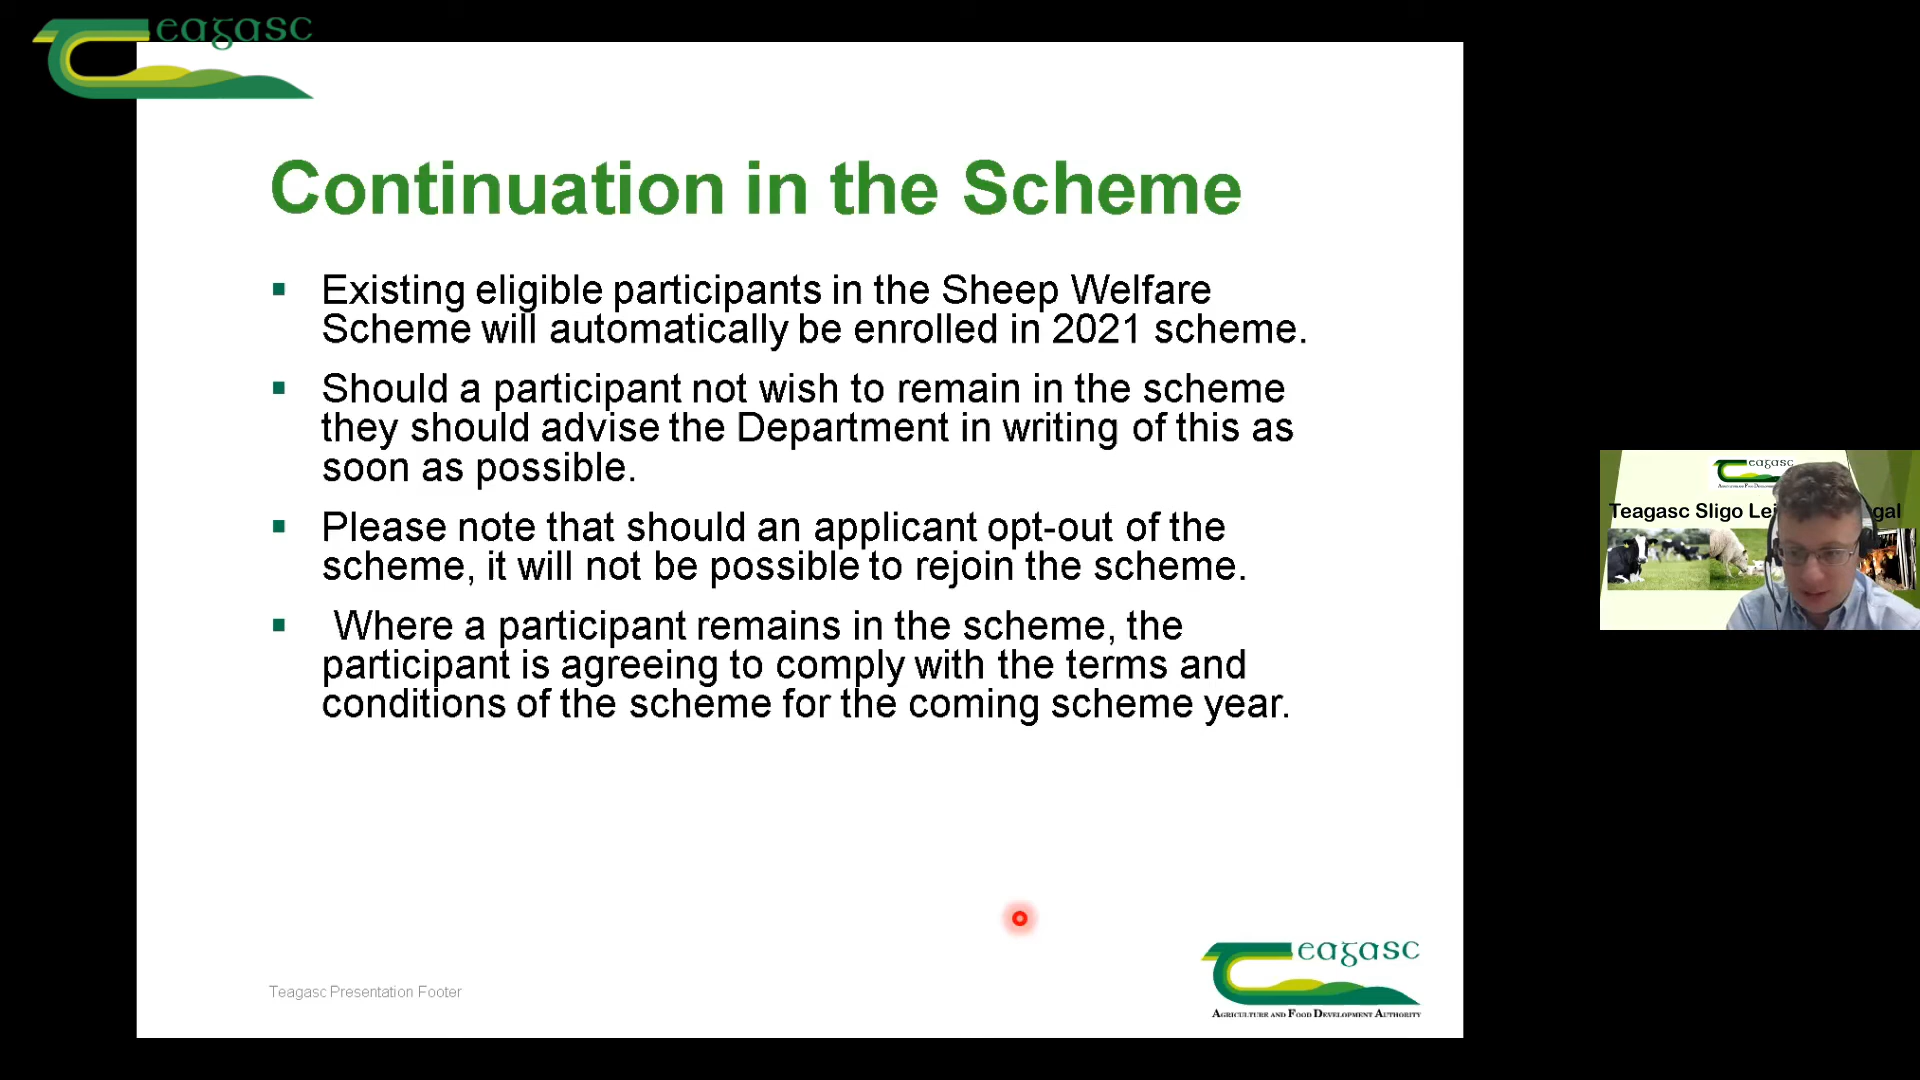 eagasc
Continuation in the Scheme
Existing eligible participants in the Sheep Welfare
Scheme will automatically be enrolled in 2021 scheme.
Should a participant not wish to remain in the scheme
they should advise the Department in writing of this as
soon as possible.
Please note that should an applicant opt-out of the
scheme, it will not be possible to rejoin the scheme.
Where a participant remains in the scheme, the
participant is agreeing to comply with the terms and
conditions of the scheme for the coming scheme year.
Teagasc Presentation Footer
eagasc
AGRICULTURE AND FOOD DEVELOPMENT AUTHORITY
eagasc
Teagasc Sligo Lei gal